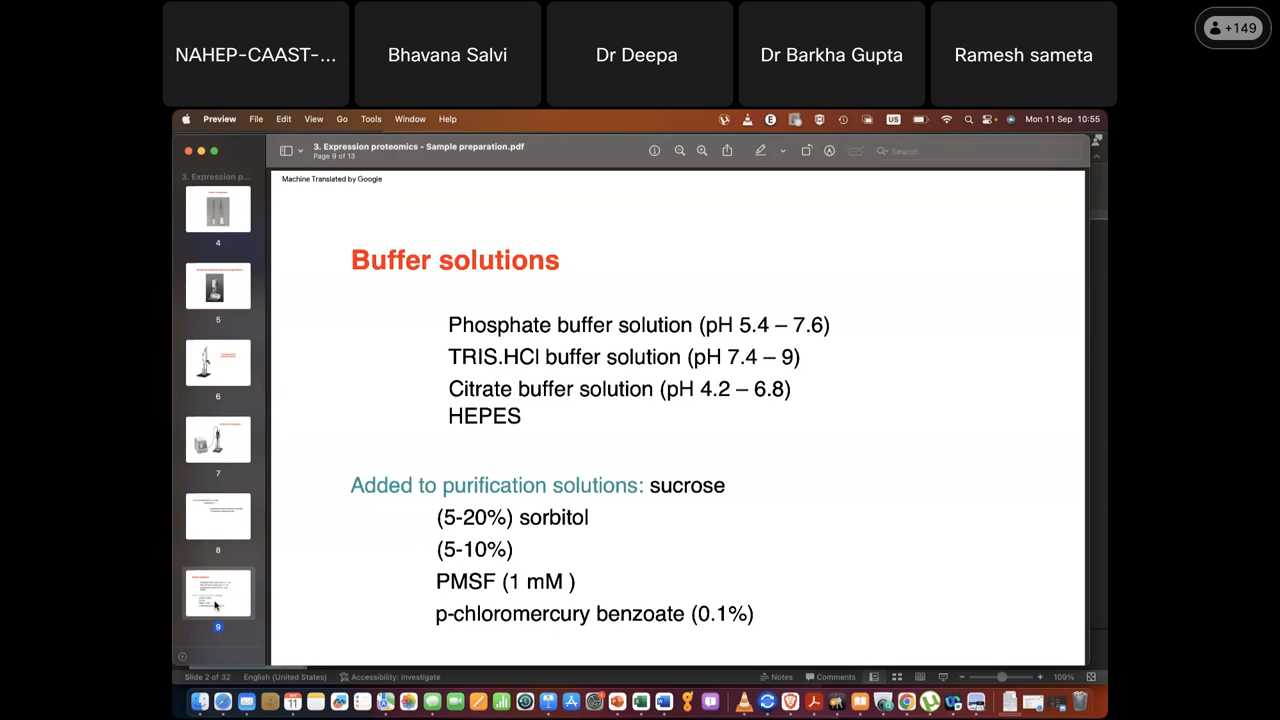 NAHEP-CAAST-...
Bhavana Salvi
Dr Deepa
Dr Barkha Gupta
Ramesh sameta
+149
Preview File Edit View Go Tools Window Help
US
Mon 11 Sep 10:55
3. Expression proteomics - Sample preparation.pdf
Page 9 of 13
Search
3. Expression p...
4
5
6
7
8
9
Machine Translated by Google
Buffer solutions
Phosphate buffer solution (pH 5.4 – 7.6)
TRIS.HCl buffer solution (pH 7.4 – 9)
Citrate buffer solution (pH 4.2 – 6.8)
HEPES
Added to purification solutions: sucrose
(5-20%) sorbitol
(5-10%)
PMSF (1 mM )
p-chloromercury benzoate (0.1%)
Slide 2 of 32 English (United States) Accessibility: Investigate
Notes Comments 109%